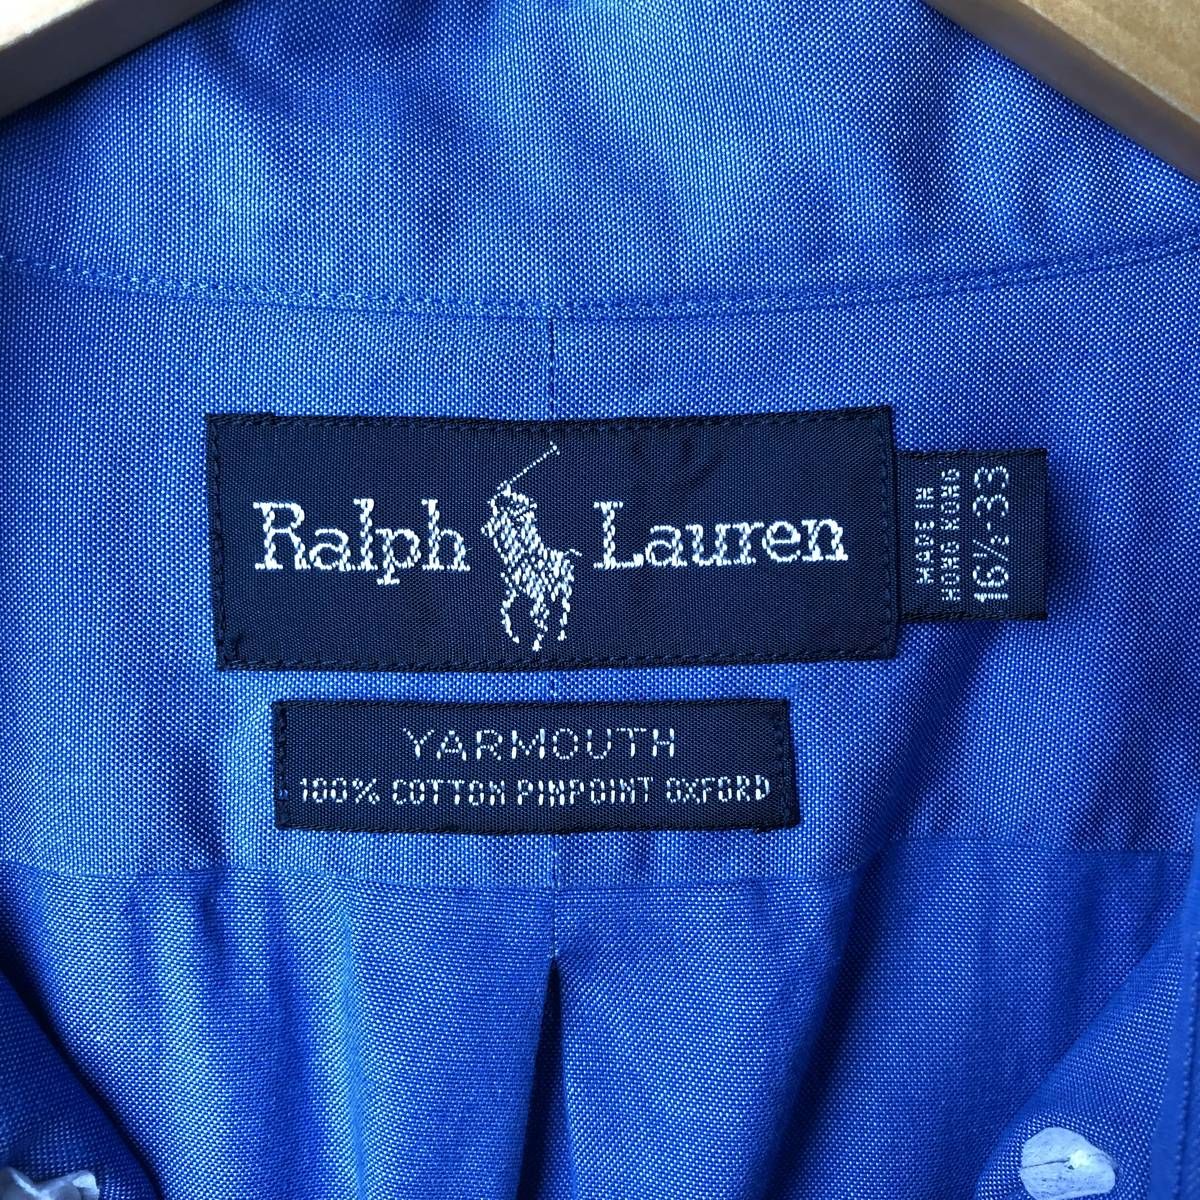 Ralph Lauren
MADE IN
HONG KONG
16½-33
YARMOUTH
100% COTTON PINPOINT OXFORD